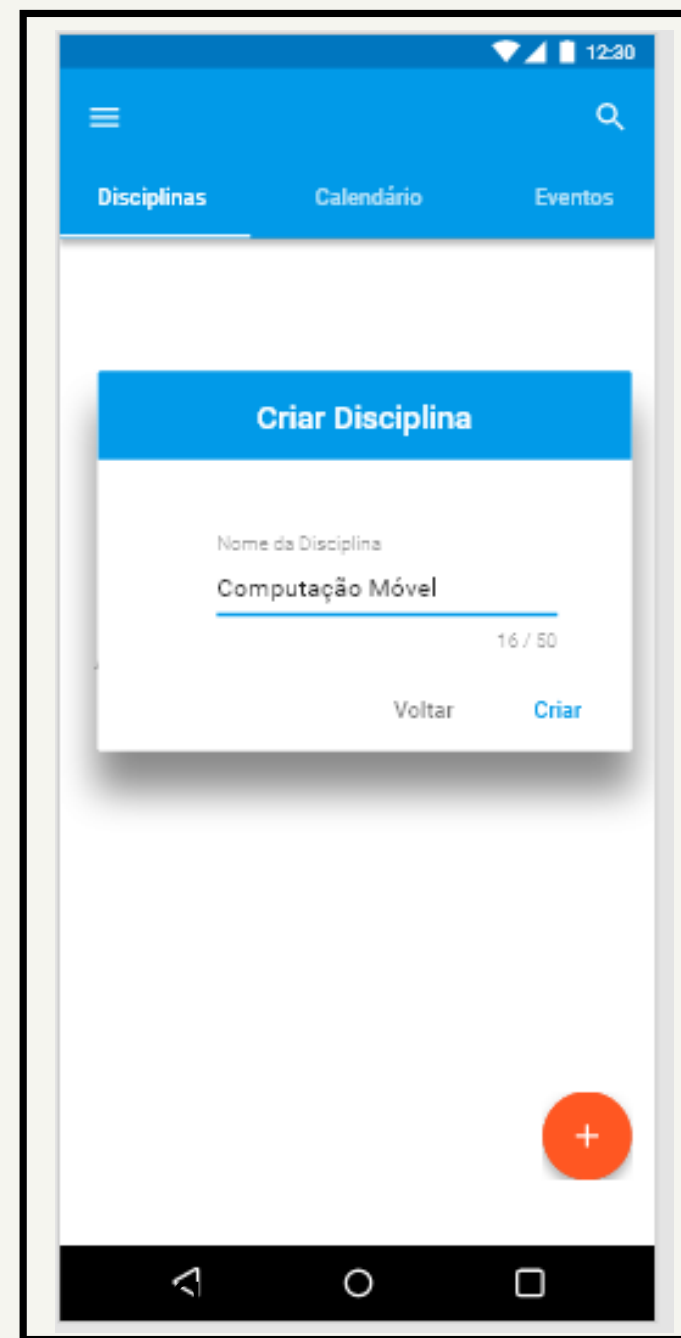 12:30
Disciplinas Calendário Eventos
Criar Disciplina
Nome da Disciplina
Computação Móvel
16 / 50
Voltar Criar
+